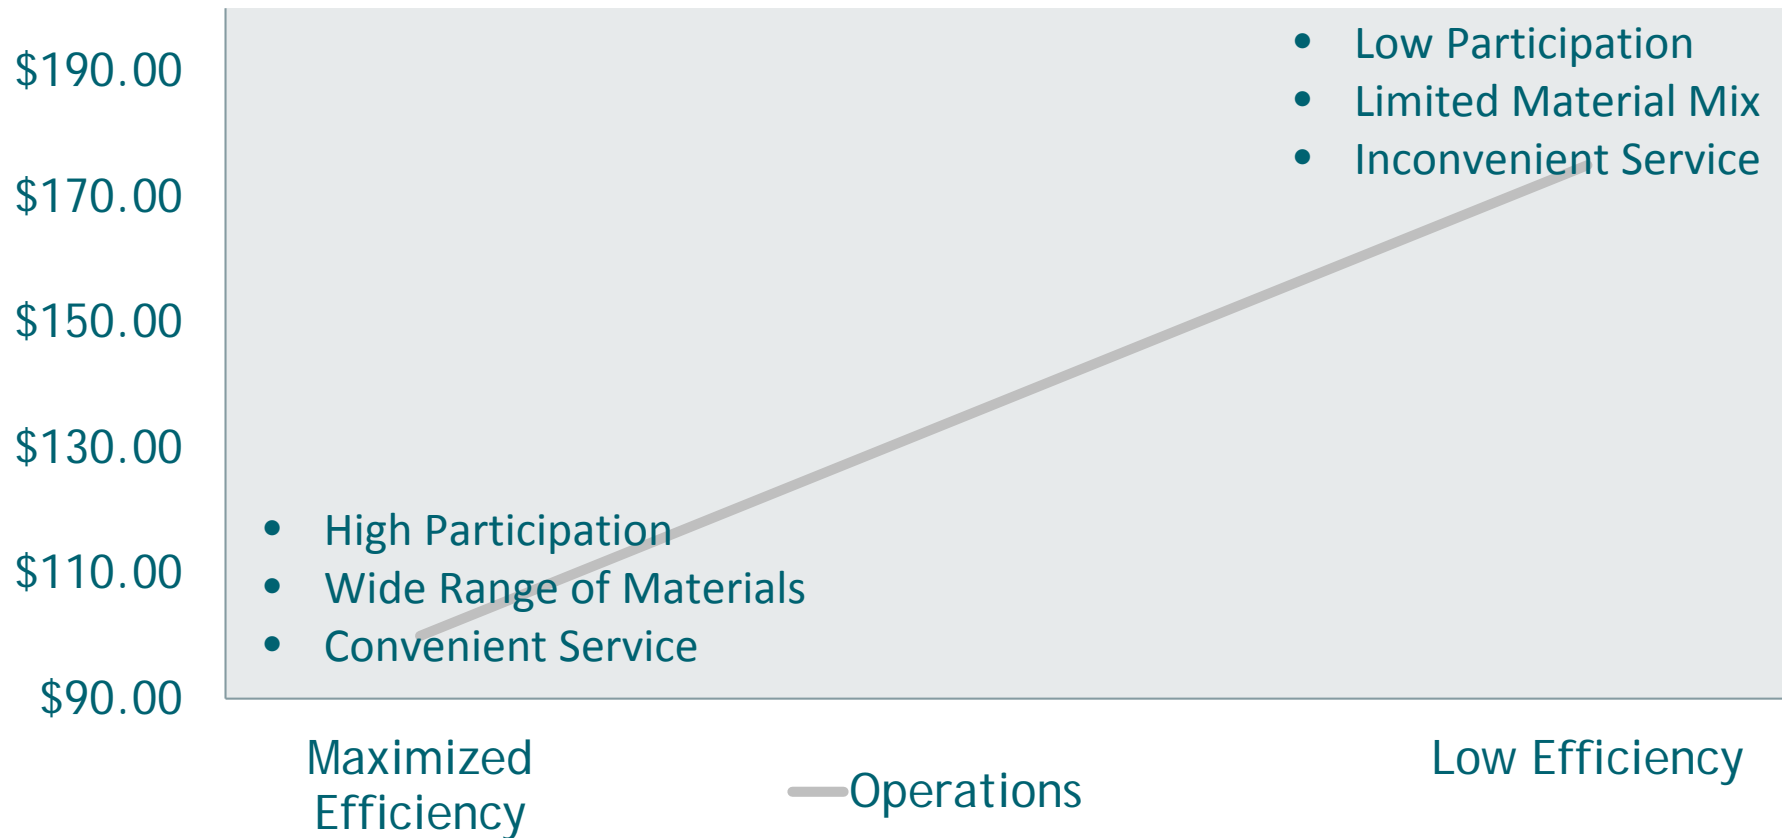 $190.00
$170.00
$150.00
$130.00
$110.00
$90.00
• Low Participation
• Limited Material Mix
• Inconvenient Service
• High Participation
• Wide Range of Materials
• Convenient Service
Maximized
Efficiency
Operations
Low Efficiency